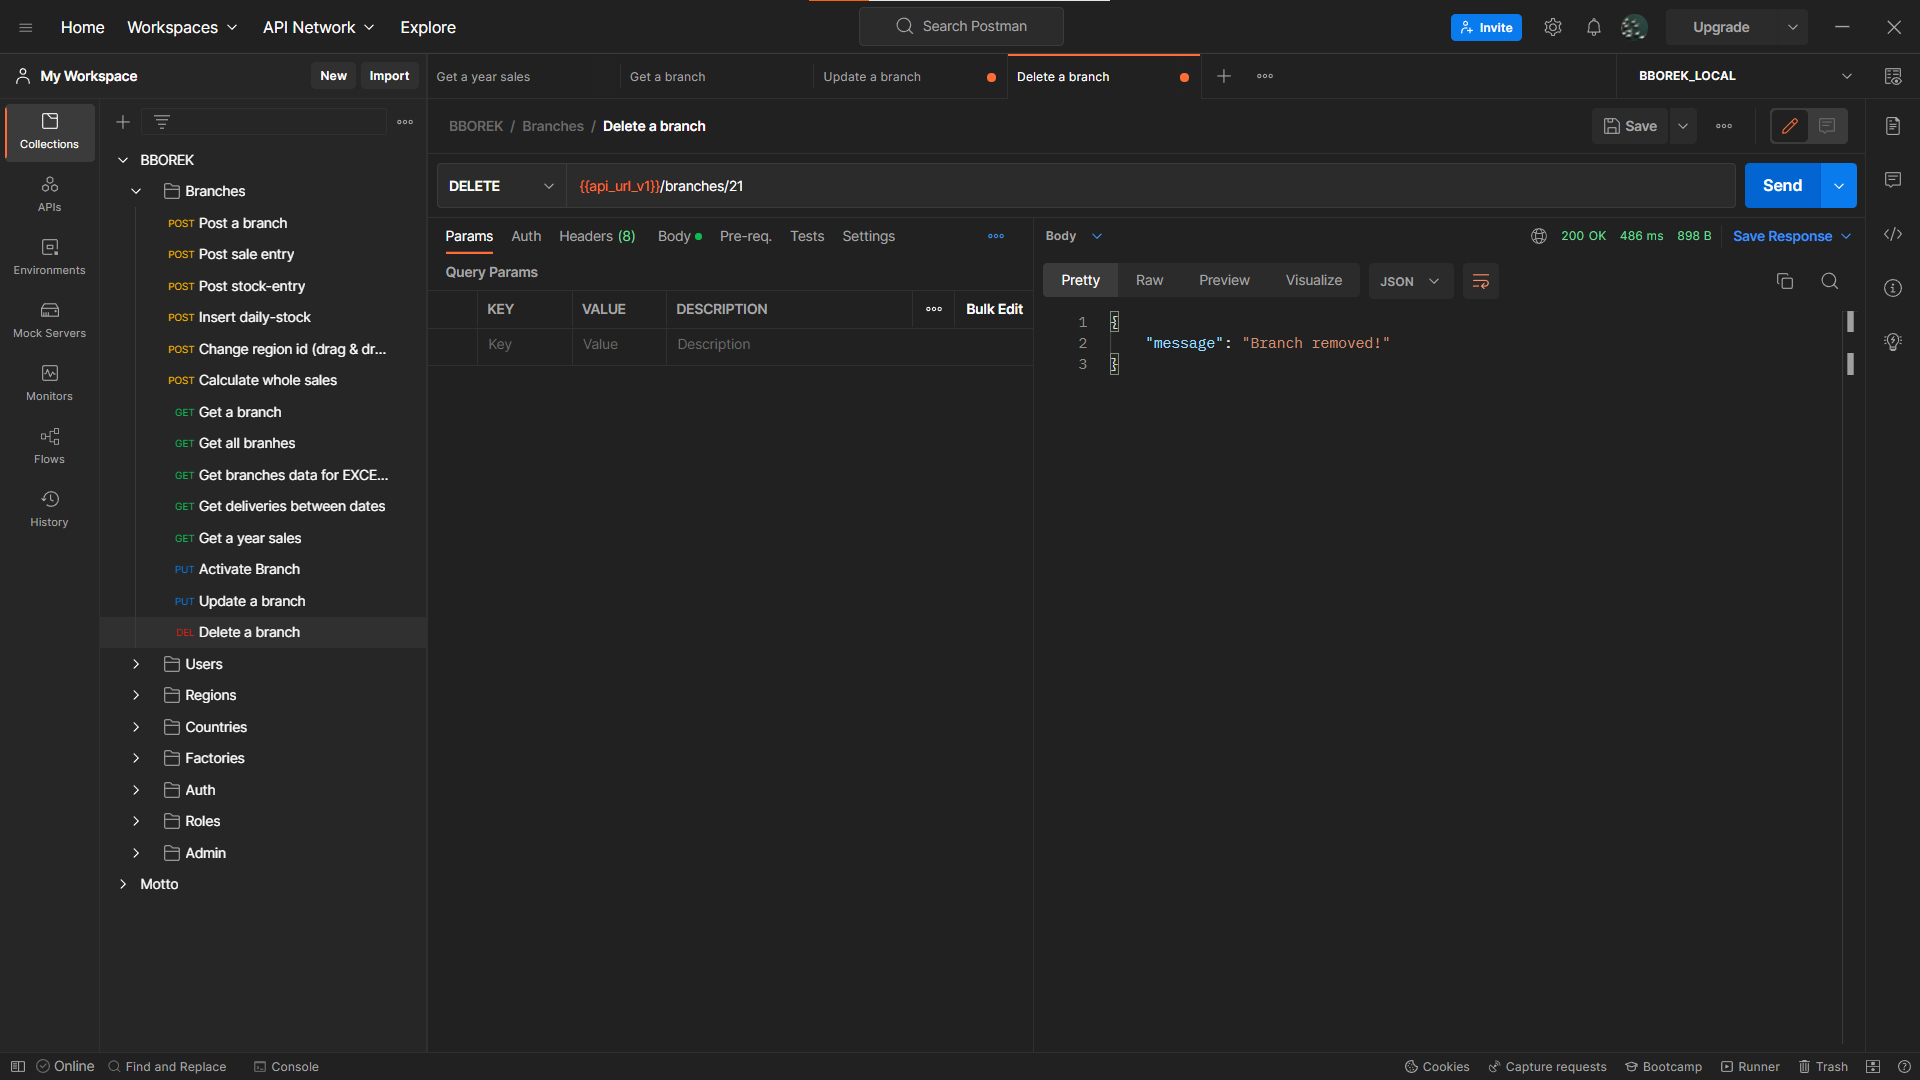 Home
Workspaces
API Network
Explore
Search Postman
Invite
Upgrade
My Workspace
New
Import
Get a year sales
Get a branch
Update a branch
Delete a branch
BBOREK_LOCAL
Collections
APIs
Environments
Mock Servers
Monitors
Flows
History
BBOREK
Branches
POST Post a branch
POST Post sale entry
POST Post stock-entry
POST Insert daily-stock
POST Change region id (drag & dr...
POST Calculate whole sales
GET Get a branch
GET Get all branhes
GET Get branches data for EXCE...
GET Get deliveries between dates
GET Get a year sales
PUT Activate Branch
PUT Update a branch
DEL Delete a branch
Users
Regions
Countries
Factories
Auth
Roles
Admin
Motto
BBOREK / Branches / Delete a branch
Save
DELETE
{{api_url_v1}}/branches/21
Send
Params
Auth
Headers (8)
Body
Pre-req.
Tests
Settings
Query Params
KEY
VALUE
DESCRIPTION
Bulk Edit
Key
Value
Description
Body
200 OK
486 ms
898 B
Save Response
Pretty
Raw
Preview
Visualize
JSON
1 {
2 "message": "Branch removed!"
3 }
Online
Find and Replace
Console
Cookies
Capture requests
Bootcamp
Runner
Trash